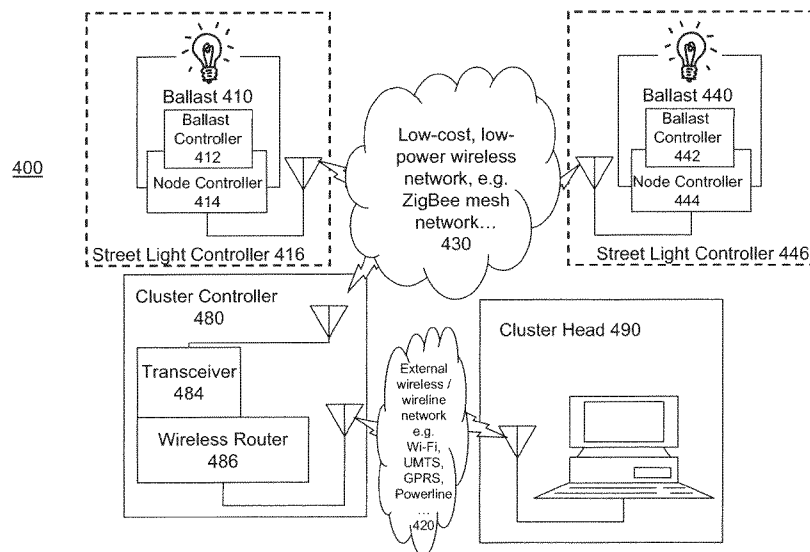 400
Ballast 410
Ballast
Controller
412
Node Controller
414
Street Light Controller 416
Low-cost, low-
power wireless
network, e.g.
ZigBee mesh
network...
430
Ballast 440
Ballast
Controller
442
Node Controller
444
Street Light Controller 446
Cluster Controller
480
Transceiver
484
Wireless Router
486
External
wireless /
wireline
network
e.g.
Wi-Fi,
UMTS,
GPRS,
Powerline
...
420
Cluster Head 490